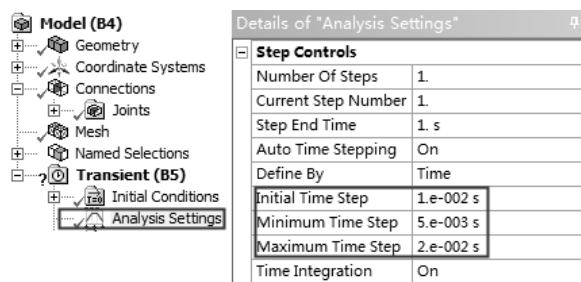 Model (B4)
Geometry
Coordinate Systems
Connections
Joints
Mesh
Named Selections
Transient (B5)
T=0
Initial Conditions
Analysis Settings
Details of "Analysis Settings"
Step Controls
Number Of Steps 1.
Current Step Number 1.
Step End Time 1. s
Auto Time Stepping On
Define By Time
Initial Time Step 1.e-002 s
Minimum Time Step 5.e-003 s
Maximum Time Step 2.e-002 s
Time Integration On